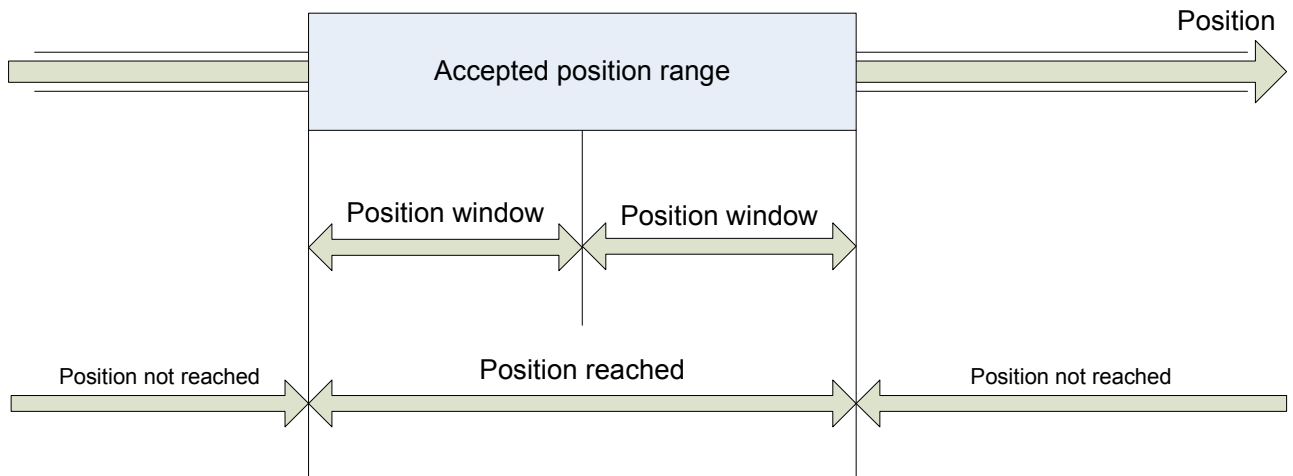 Position
Accepted position range
Position window
Position window
Position not reached
Position reached
Position not reached